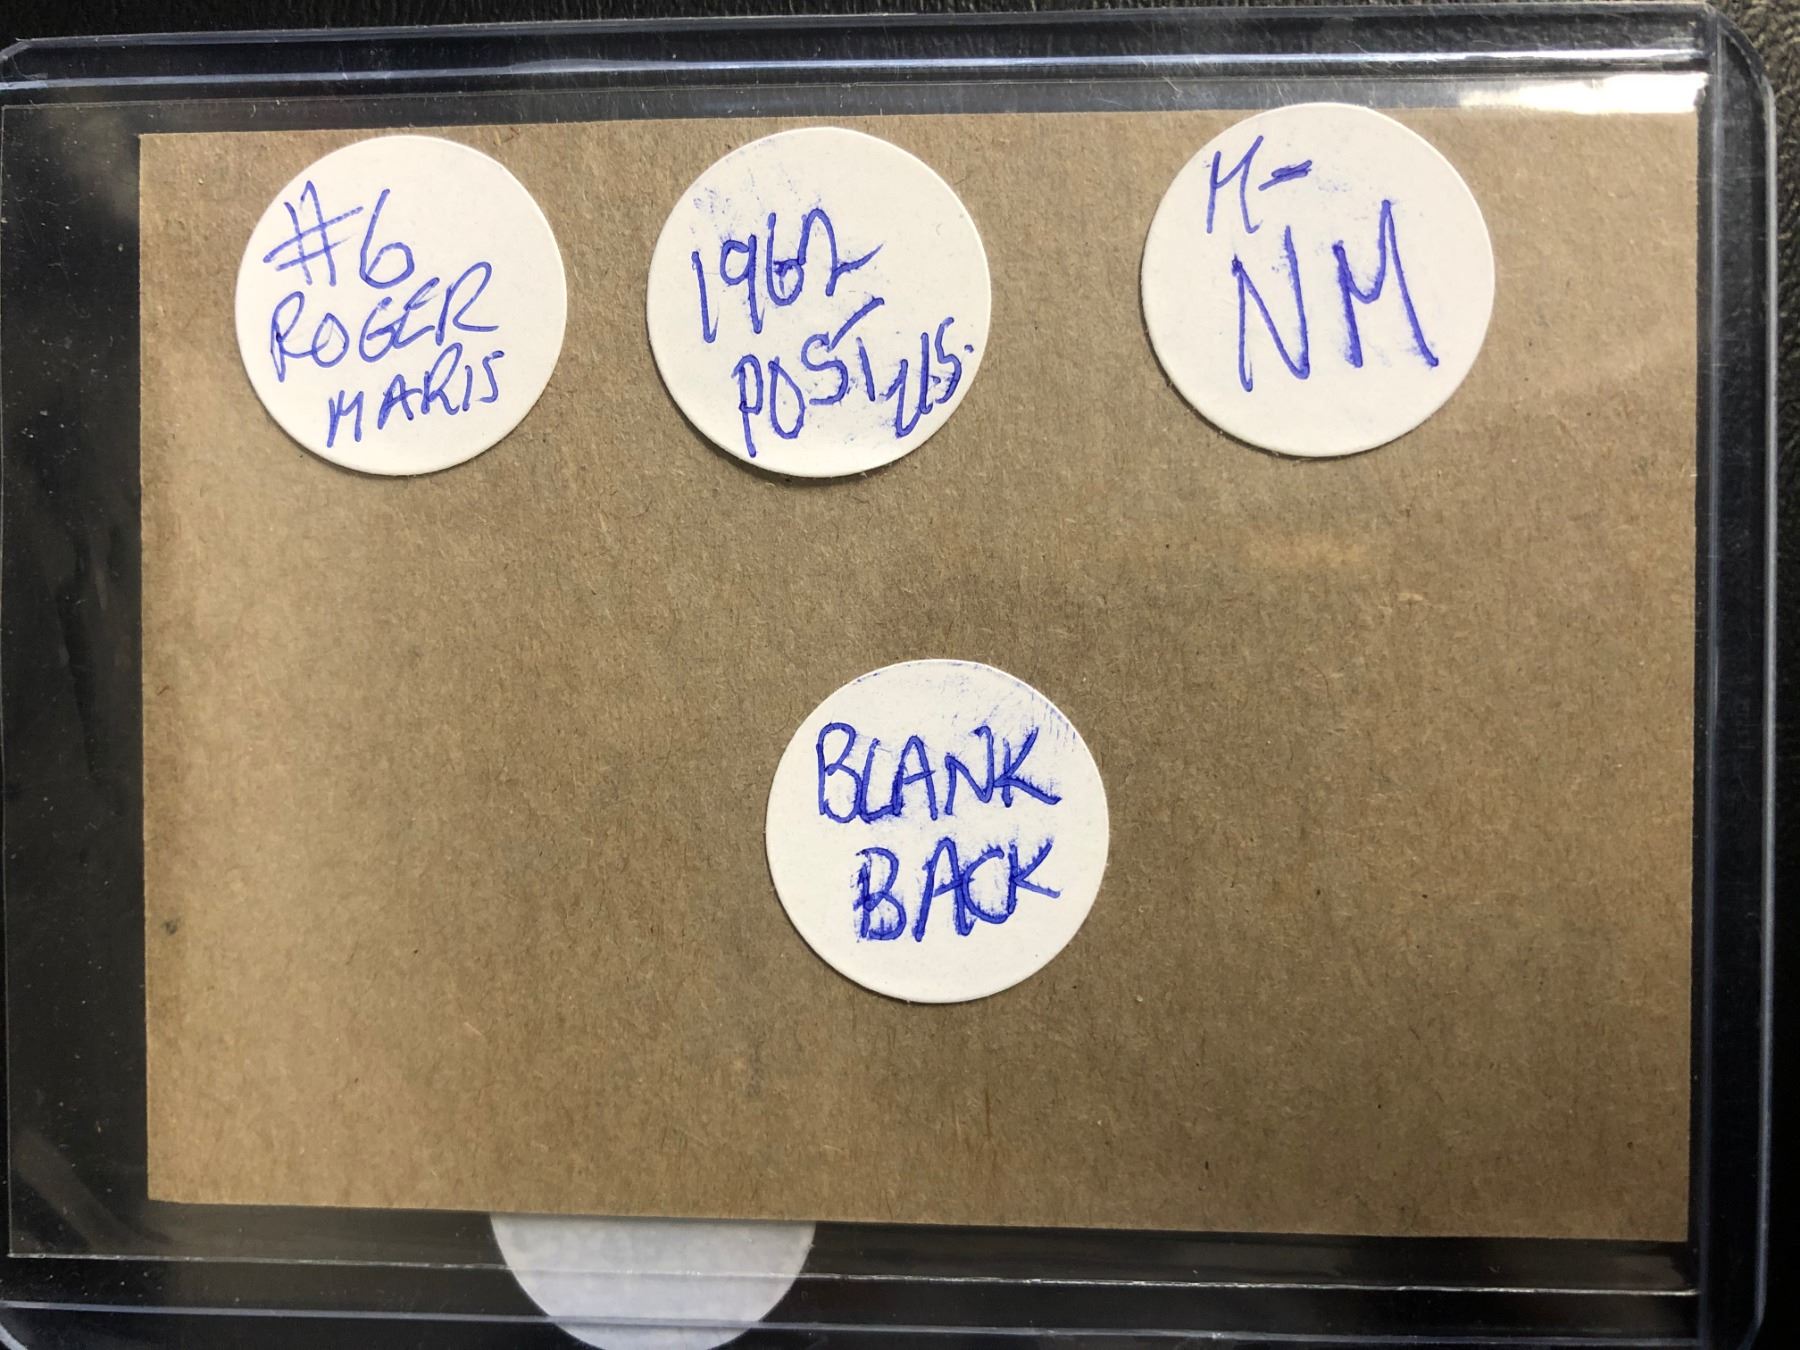 #6
ROGER
MARIS
1962
POST U.S.
M-
NM
BLANK
BACK